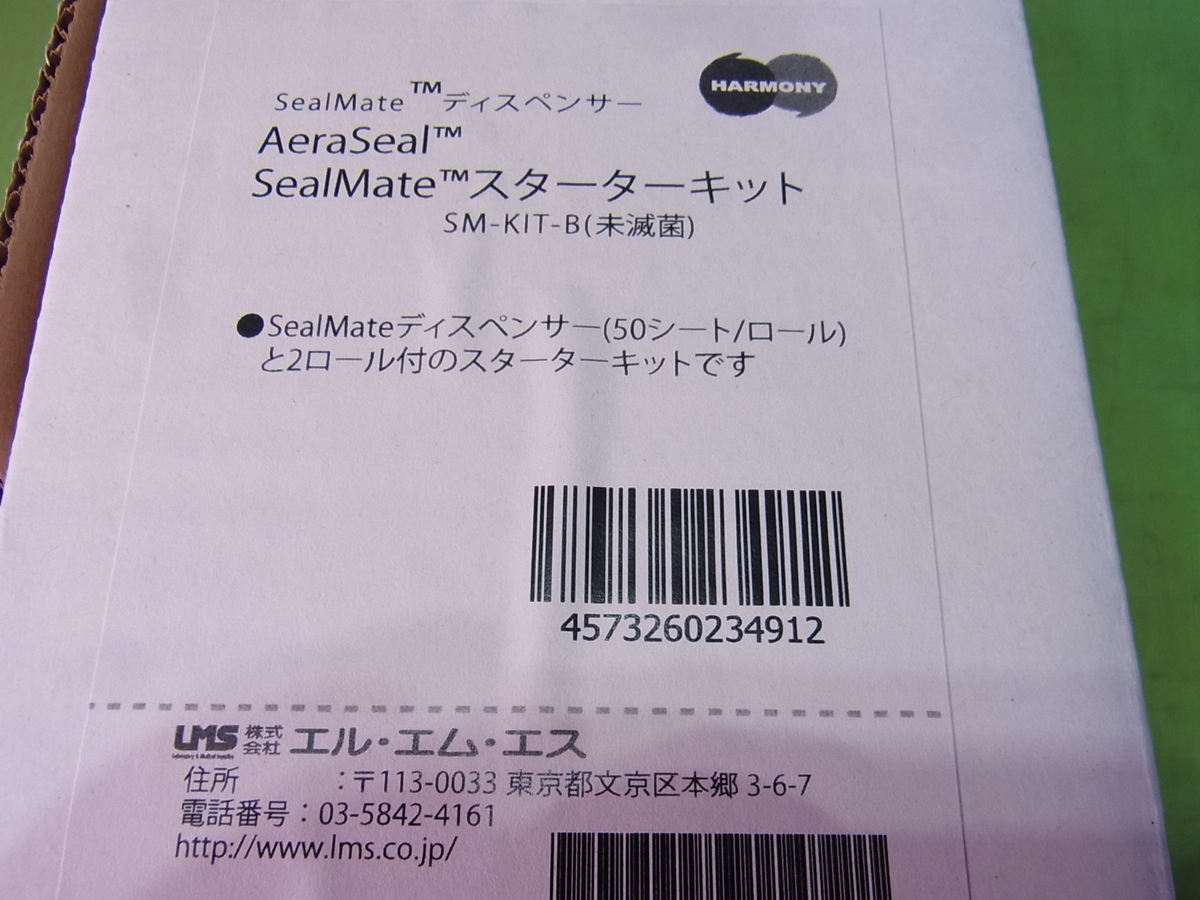 HARMONY
SealMate™ディスペンサー
AeraSeal™
SealMate™スターターキット
SM-KIT-B(未滅菌)
●SealMateディスペンサー(50シート/ロール)
と2ロール付のスターターキットです
4573260234912
LMS 株式会社 エル・エム・エス
Laboratory & Medical Supplies
住所 :〒113-0033 東京都文京区本郷 3-6-7
電話番号:03-5842-4161
http://www.lms.co.jp/